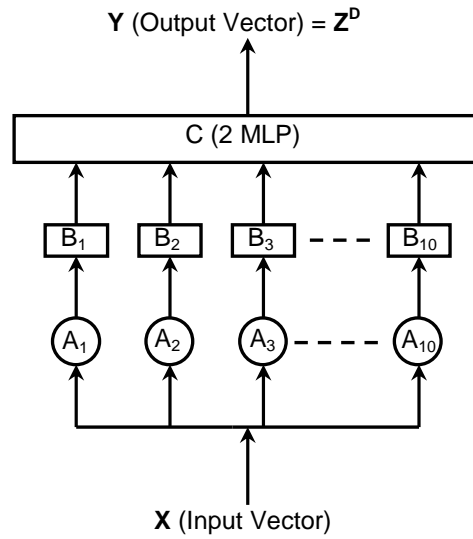 Y (Output Vector) = Z^D
C (2 MLP)
B₁ B₂ B₃ B₁₀
A₁ A₂ A₃ A₁₀
X (Input Vector)